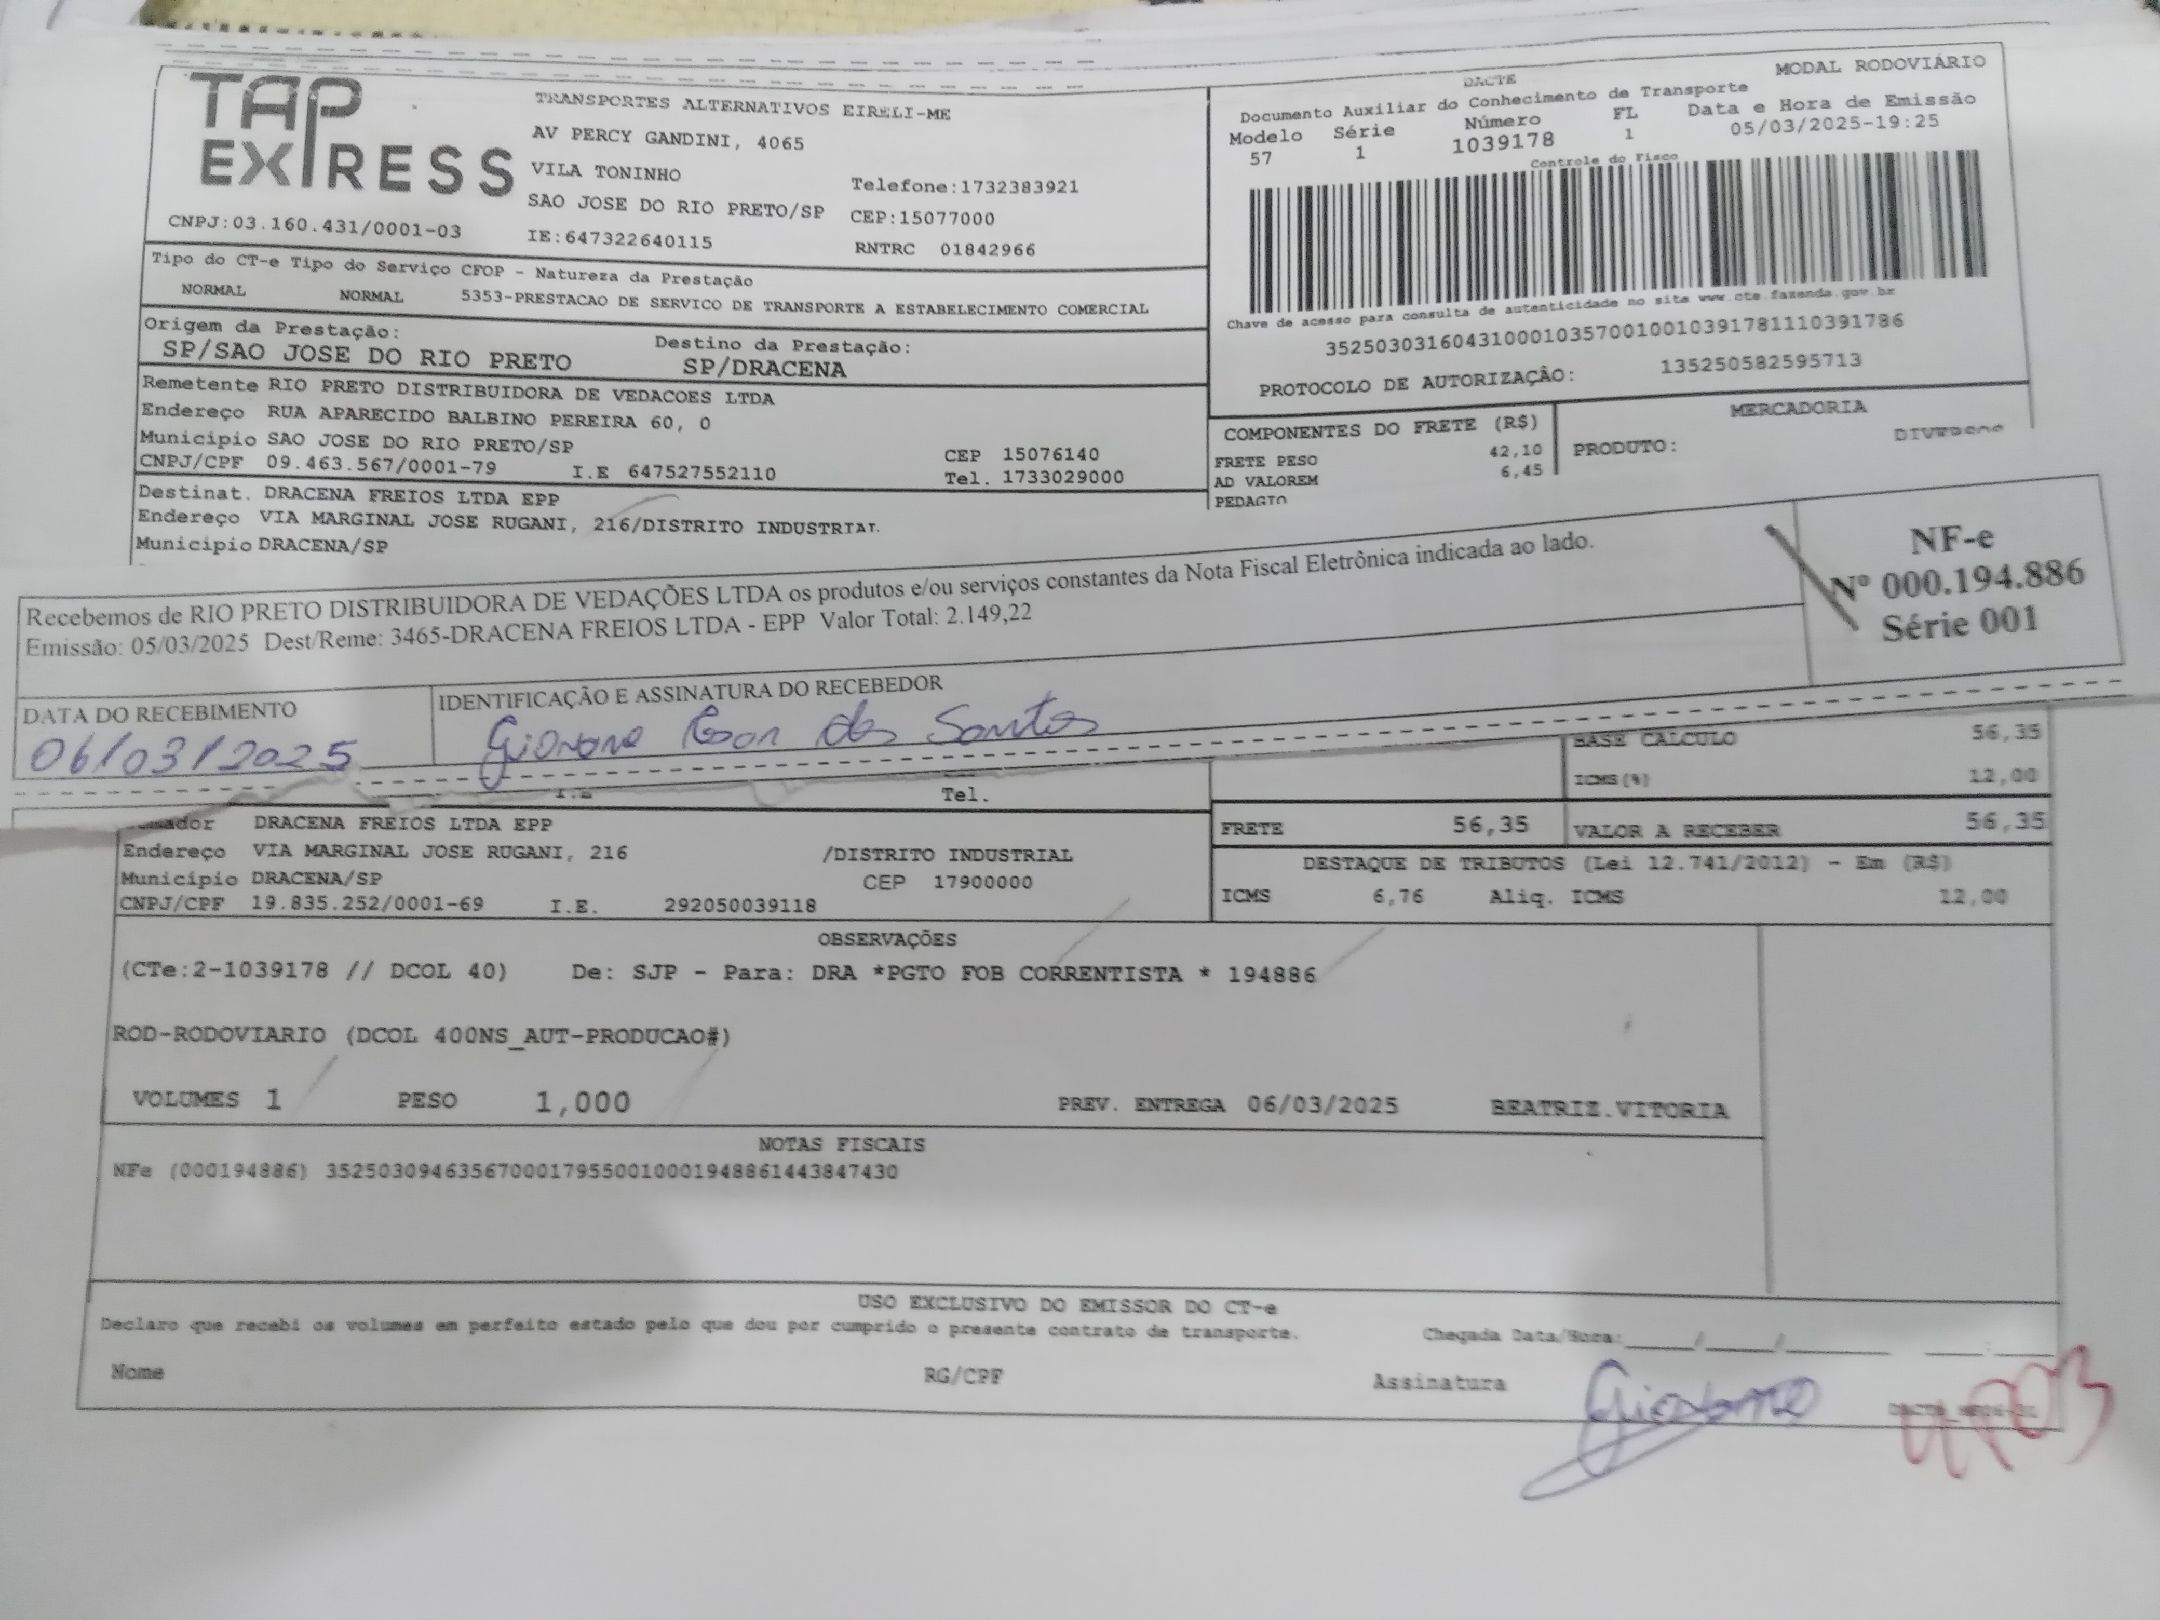 TAP
EXPRESS
TRANSPORTES ALTERNATIVOS EIRELI-ME
AV PERCY GANDINI, 4065
VILA TONINHO
Telefone:1732383921
SAO JOSE DO RIO PRETO/SP CEP:15077000
CNPJ:03.160.431/0001-03 IE:647322640115 RNTRC 01842966
DACTE MODAL RODOVIÁRIO
Documento Auxiliar do Conhecimento de Transporte
Modelo Série Número FL Data e Hora de Emissão
57 1 1039178 1 05/03/2025-19:25
Controle do Fisco
Chave de acesso para consulta de autenticidade no site www.cte.fazenda.gov.br
35250303160431000103570010010391781110391786
PROTOCOLO DE AUTORIZAÇÃO: 135250582595713
Tipo do CT-e Tipo do Serviço CFOP - Natureza da Prestação
NORMAL NORMAL 5353-PRESTACAO DE SERVICO DE TRANSPORTE A ESTABELECIMENTO COMERCIAL
Origem da Prestação: Destino da Prestação:
SP/SAO JOSE DO RIO PRETO SP/DRACENA
Remetente RIO PRETO DISTRIBUIDORA DE VEDACOES LTDA
Endereço RUA APARECIDO BALBINO PEREIRA 60, 0
Municipio SAO JOSE DO RIO PRETO/SP CEP 15076140
CNPJ/CPF 09.463.567/0001-79 I.E 647527552110 Tel. 1733029000
COMPONENTES DO FRETE (R$) MERCADORIA
FRETE PESO 42,10 PRODUTO:
AD VALOREM 6,45
PEDAGIO
Destinat. DRACENA FREIOS LTDA EPP
Endereço VIA MARGINAL JOSE RUGANI, 216/DISTRITO INDUSTRIAL
Municipio DRACENA/SP
Recebemos de RIO PRETO DISTRIBUIDORA DE VEDAÇÕES LTDA os produtos e/ou serviços constantes da Nota Fiscal Eletrônica indicada ao lado.
Emissão: 05/03/2025 Dest/Reme: 3465-DRACENA FREIOS LTDA - EPP Valor Total: 2.149,22
NF-e
Nº 000.194.886
Série 001
DATA DO RECEBIMENTO IDENTIFICAÇÃO E ASSINATURA DO RECEBEDOR
06/03/2025 dos Santos
BASE CALCULO 56,35
ICMS(%) 12,00
I.E Tel.
FRETE 56,35 VALOR A RECEBER 56,35
DRACENA FREIOS LTDA EPP
Endereço VIA MARGINAL JOSE RUGANI, 216 /DISTRITO INDUSTRIAL
Municipio DRACENA/SP CEP 17900000
CNPJ/CPF 19.835.252/0001-69 I.E. 292050039118
DESTAQUE DE TRIBUTOS (Lei 12.741/2012) - Em (R$)
ICMS 6,76 Aliq. ICMS 12,00
OBSERVAÇÕES
(CTe:2-1039178 // DCOL 40) De: SJP - Para: DRA *PGTO FOB CORRENTISTA * 194886
ROD-RODOVIARIO (DCOL 400NS_AUT-PRODUCAO#)
VOLUMES 1 PESO 1,000 PREV. ENTREGA 06/03/2025 BEATRIZ.VITORIA
NOTAS FISCAIS
NFe (000194886) 35250309463567000179550010001948861443847430
USO EXCLUSIVO DO EMISSOR DO CT-e
Declaro que recebi os volumes em perfeito estado pelo que dou por cumprido o presente contrato de transporte.
Chegada Data/Hora:
Nome RG/CPF Assinatura